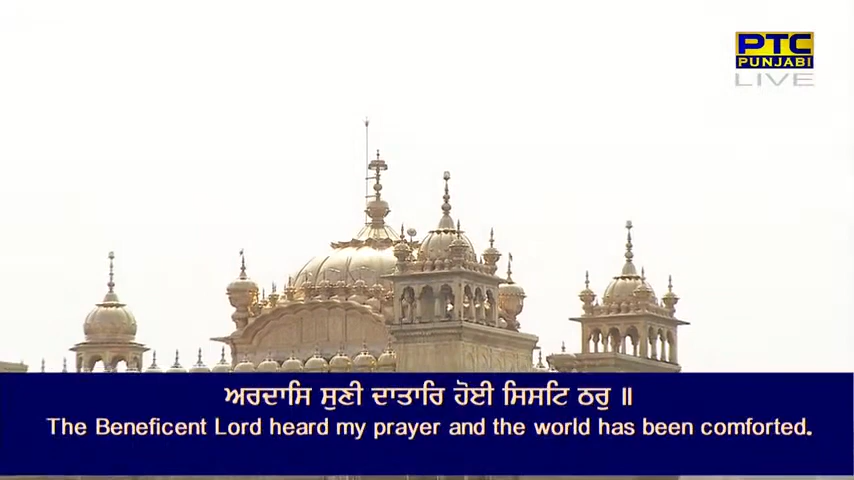 PTC
PUNJABI
LIVE
ਅਰਦਾਸਿ ਸੁਣੀ ਦਾਤਾਰਿ ਹੋਈ ਸਿਸਟਿ ਠਰੁ ॥
The Beneficent Lord heard my prayer and the world has been comforted.